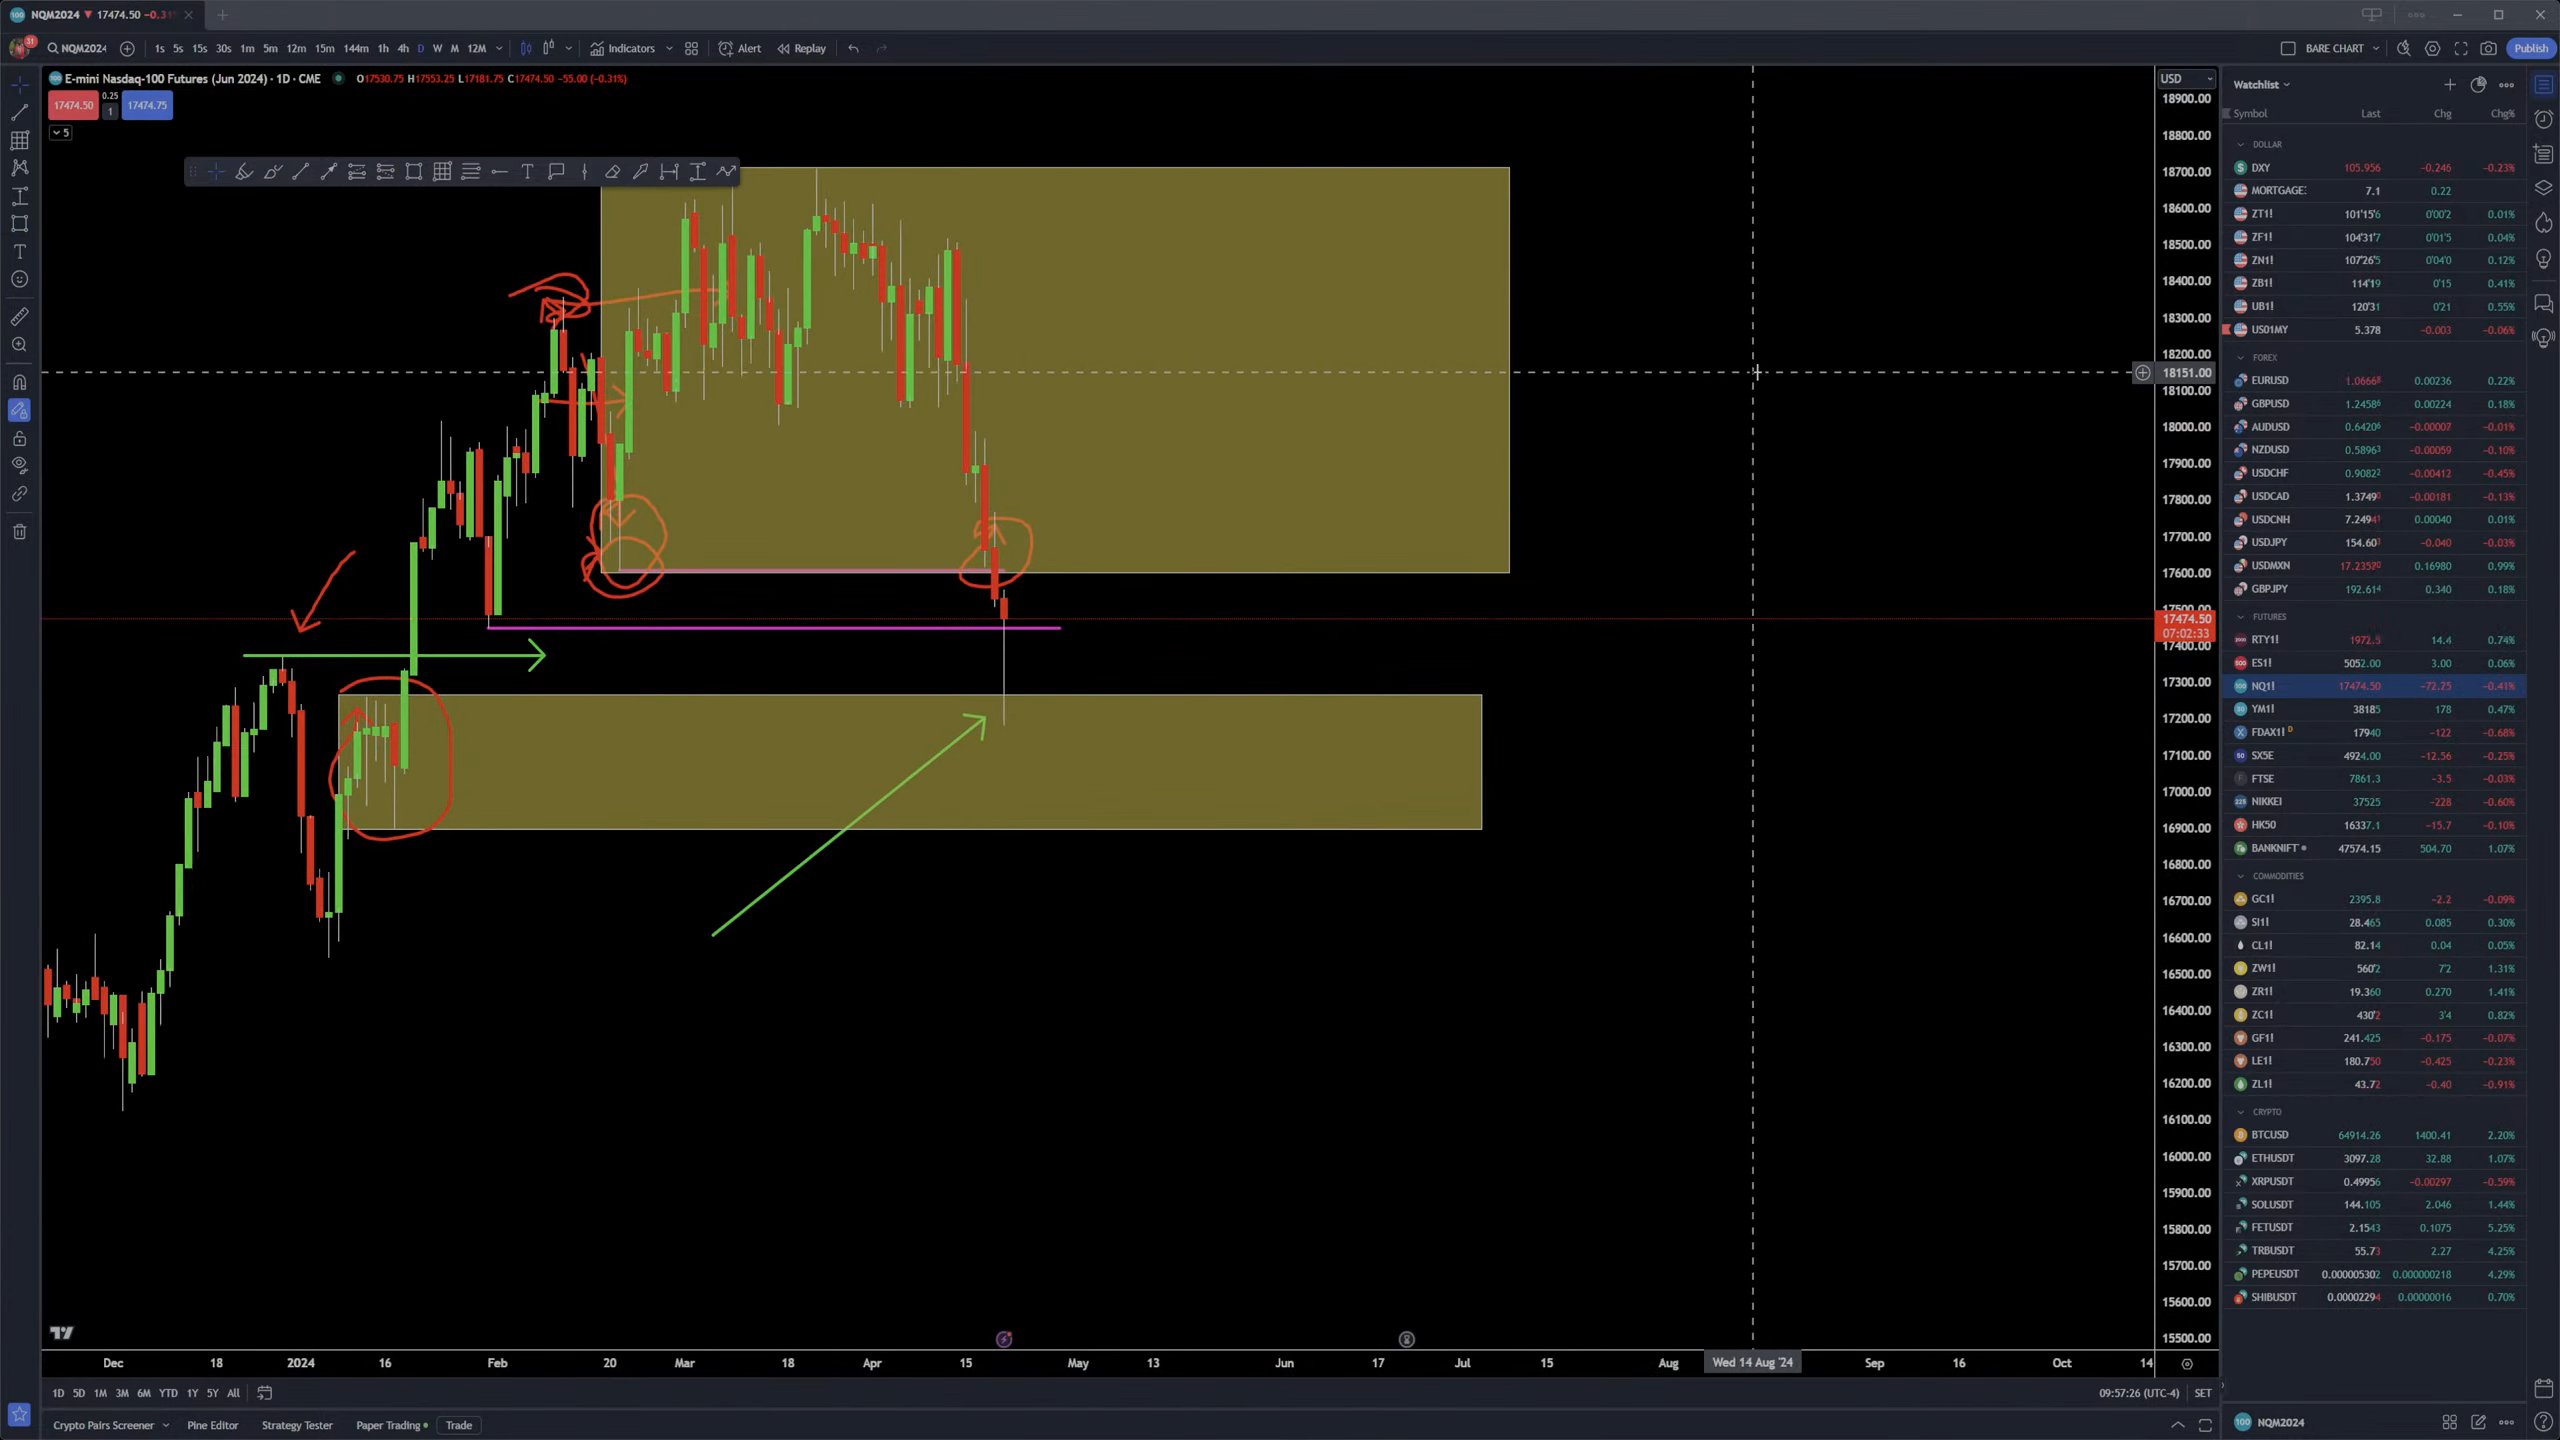 NQM2024 ▼ 17474.50 −0.31
NQM2024 1s 5s 15s 30s 1m 5m 12m 15m 144m 1h 4h D W M 12M Indicators Alert Replay BARE CHART Publish
E-mini Nasdaq-100 Futures (Jun 2024) · 1D · CME O17530.75 H17553.25 L17181.75 C17474.50 −55.00 (−0.31%)
17474.50 0.25 1 17474.75
5
USD
18900.00
18800.00
18700.00
18600.00
18500.00
18400.00
18300.00
18200.00
18151.00
18100.00
18000.00
17900.00
17800.00
17700.00
17600.00
17474.50
07:02:33
17400.00
17300.00
17200.00
17100.00
17000.00
16900.00
16800.00
16700.00
16600.00
16500.00
16400.00
16300.00
16200.00
16100.00
16000.00
15900.00
15800.00
15700.00
15600.00
15500.00
Dec 18 2024 16 Feb 20 Mar 18 Apr 15 May 13 Jun 17 Jul 15 Aug Wed 14 Aug '24 Sep 16 Oct 14
1D 5D 1M 3M 6M YTD 1Y 5Y All
09:57:26 (UTC-4) SET
Crypto Pairs Screener Pine Editor Strategy Tester Paper Trading Trade
Watchlist
Symbol Last Chg Chg%
DOLLAR
DXY 105.956 −0.246 −0.23%
MORTGAGE 7.1 0.22
ZT1! 101'15'6 0'00'2 0.01%
ZF1! 104'31'7 0'01'5 0.04%
ZN1! 107'26'5 0'04'0 0.12%
ZB1! 114'19 0'15 0.41%
UB1! 120'31 0'21 0.55%
US01MY 5.378 −0.003 −0.06%
FOREX
EURUSD 1.06668 0.00236 0.22%
GBPUSD 1.24586 0.00224 0.18%
AUDUSD 0.64206 −0.00007 −0.01%
NZDUSD 0.58963 −0.00059 −0.10%
USDCHF 0.90822 −0.00412 −0.45%
USDCAD 1.37490 −0.00181 −0.13%
USDCNH 7.24941 0.00040 0.01%
USDJPY 154.603 −0.040 −0.03%
USDMXN 17.23520 0.16980 0.99%
GBPJPY 192.614 0.340 0.18%
FUTURES
RTY1! 1972.5 14.4 0.74%
ES1! 5052.00 3.00 0.06%
NQ1! 17474.50 −72.25 −0.41%
YM1! 38185 178 0.47%
FDAX1! D 17940 −122 −0.68%
SX5E 4924.00 −12.56 −0.25%
FTSE 7861.3 −3.5 −0.03%
NIKKEI 37525 −228 −0.60%
HK50 16337.1 −15.7 −0.10%
BANKNIFT 47574.15 504.70 1.07%
COMMODITIES
GC1! 2395.8 −2.2 −0.09%
SI1! 28.465 0.085 0.30%
CL1! 82.14 0.04 0.05%
ZW1! 560'2 7'2 1.31%
ZR1! 19.360 0.270 1.41%
ZC1! 430'2 3'4 0.82%
GF1! 241.425 −0.175 −0.07%
LE1! 180.750 −0.425 −0.23%
ZL1! 43.72 −0.40 −0.91%
CRYPTO
BTCUSD 64914.26 1400.41 2.20%
ETHUSDT 3097.28 32.88 1.07%
XRPUSDT 0.49956 −0.00297 −0.59%
SOLUSDT 144.105 2.046 1.44%
FETUSDT 2.1543 0.1075 5.25%
TRBUSDT 55.73 2.27 4.25%
PEPEUSDT 0.000005302 0.000000218 4.29%
SHIBUSDT 0.00002294 0.00000016 0.70%
NQM2024